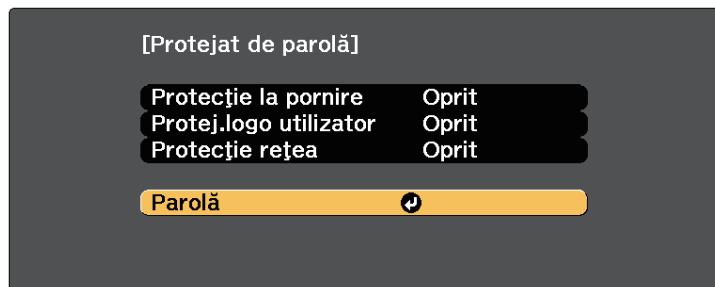 [Protejat de parolă]
Protecţie la pornire Oprit
Protej.logo utilizator Oprit
Protecţie reţea Oprit
Parolă